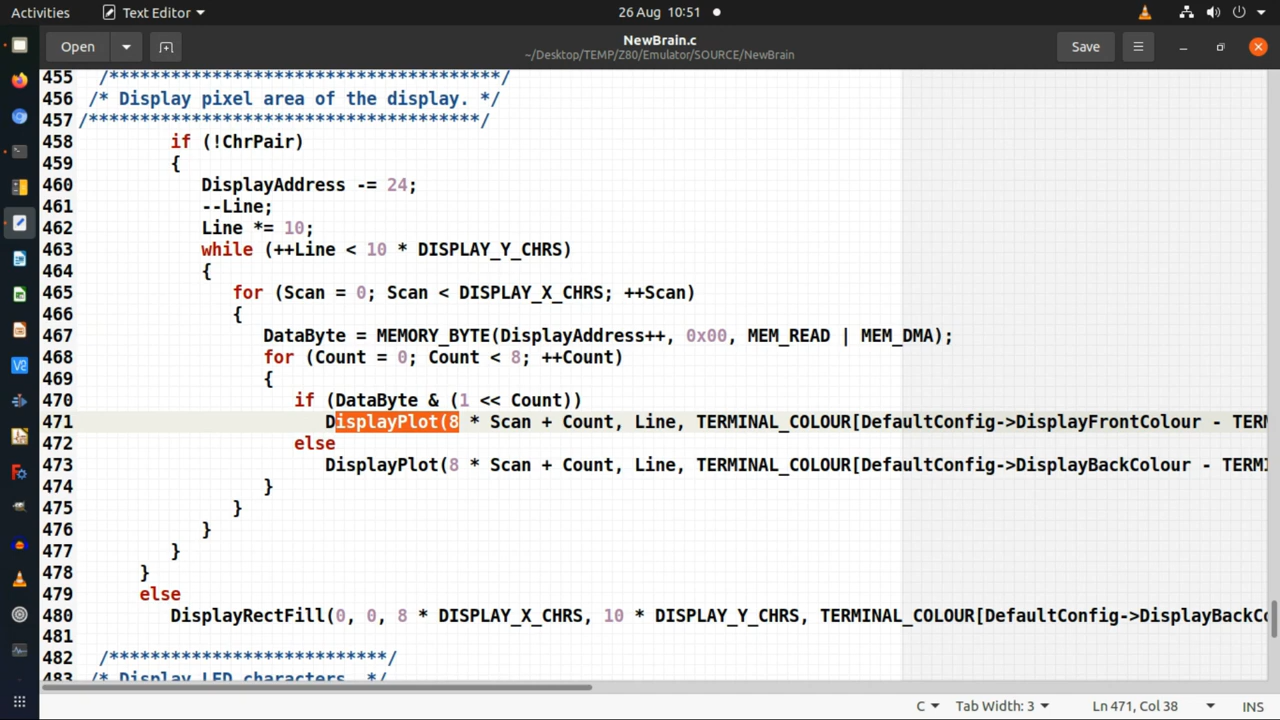 Activities Text Editor 26 Aug 10:51
Open NewBrain.c Save
~/Desktop/TEMP/Z80/Emulator/SOURCE/NewBrain
455 /**************************************/
456 /* Display pixel area of the display. */
457 /**************************************/
458 if (!ChrPair)
459 {
460 DisplayAddress -= 24;
461 --Line;
462 Line *= 10;
463 while (++Line < 10 * DISPLAY_Y_CHRS)
464 {
465 for (Scan = 0; Scan < DISPLAY_X_CHRS; ++Scan)
466 {
467 DataByte = MEMORY_BYTE(DisplayAddress++, 0x00, MEM_READ | MEM_DMA);
468 for (Count = 0; Count < 8; ++Count)
469 {
470 if (DataByte & (1 << Count))
471 DisplayPlot(8 * Scan + Count, Line, TERMINAL_COLOUR[DefaultConfig->DisplayFrontColour - TERM
472 else
473 DisplayPlot(8 * Scan + Count, Line, TERMINAL_COLOUR[DefaultConfig->DisplayBackColour - TERMI
474 }
475 }
476 }
477 }
478 }
479 else
480 DisplayRectFill(0, 0, 8 * DISPLAY_X_CHRS, 10 * DISPLAY_Y_CHRS, TERMINAL_COLOUR[DefaultConfig->DisplayBackCo
481
482 /***************************/
483 /* Display LED characters. */
C Tab Width: 3 Ln 471, Col 38 INS